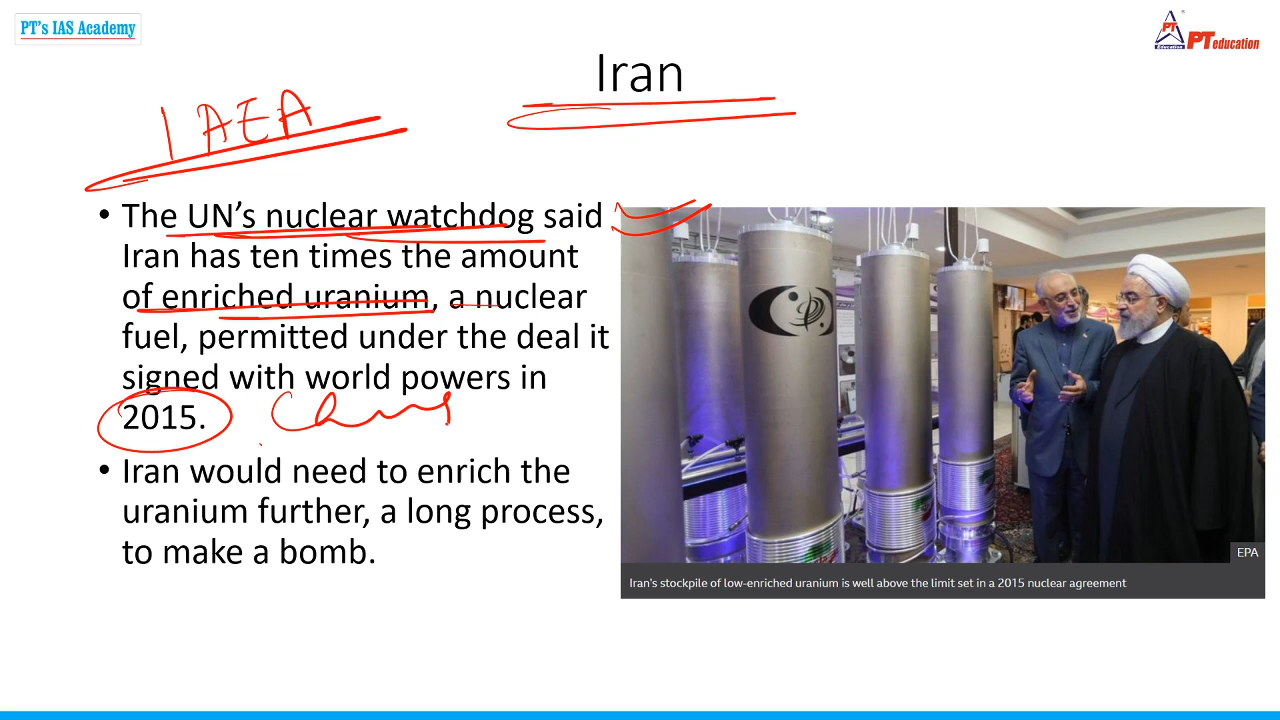 PT's IAS Academy
PT
Education
PT education
Iran
IAEA
• The UN's nuclear watchdog said
Iran has ten times the amount
of enriched uranium, a nuclear
fuel, permitted under the deal it
signed with world powers in
2015.
• Iran would need to enrich the
uranium further, a long process,
to make a bomb.
EPA
Iran's stockpile of low-enriched uranium is well above the limit set in a 2015 nuclear agreement